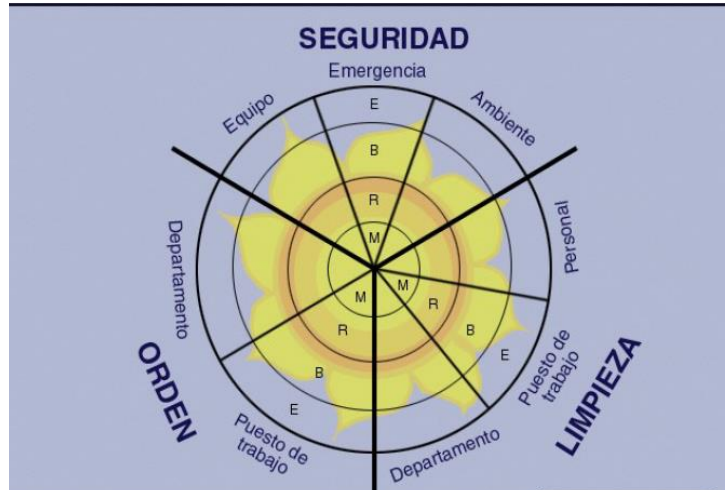 SEGURIDAD
Emergencia
Equipo
Ambiente
E
B
R
M
Departamento
Personal
M
M
R
R
B
B
E
E
Puesto de
trabajo
Puesto de
trabajo
Departamento
ORDEN
LIMPIEZA